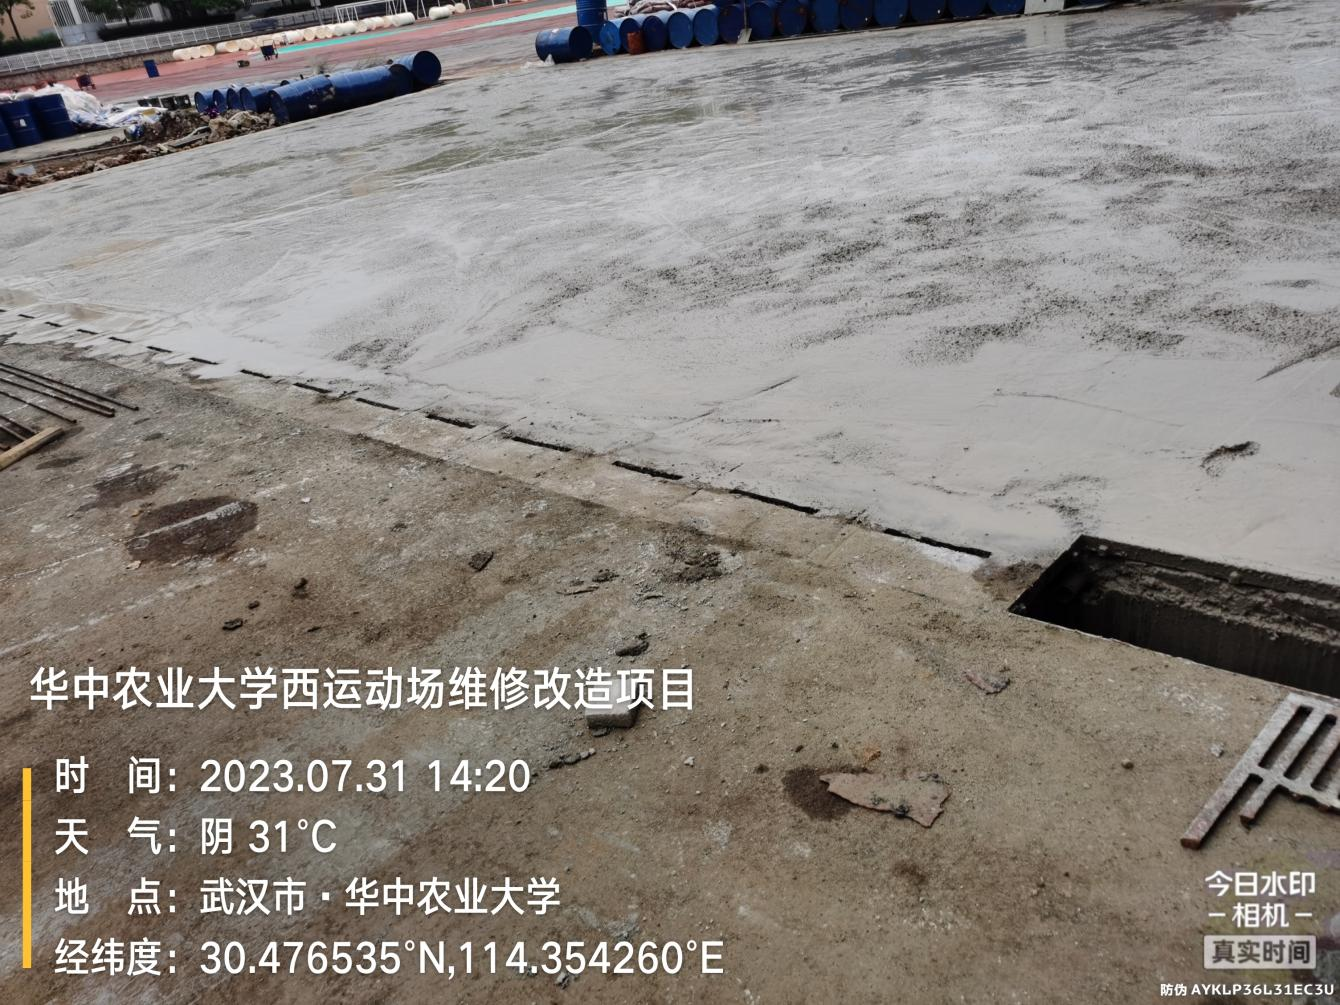 华中农业大学西运动场维修改造项目
时 间：2023.07.31 14:20
天 气：阴 31℃
地 点：武汉市·华中农业大学
经纬度：30.476535°N,114.354260°E
今日水印
-相机-
真实时间
防伪 AYKLP36L31EC3U